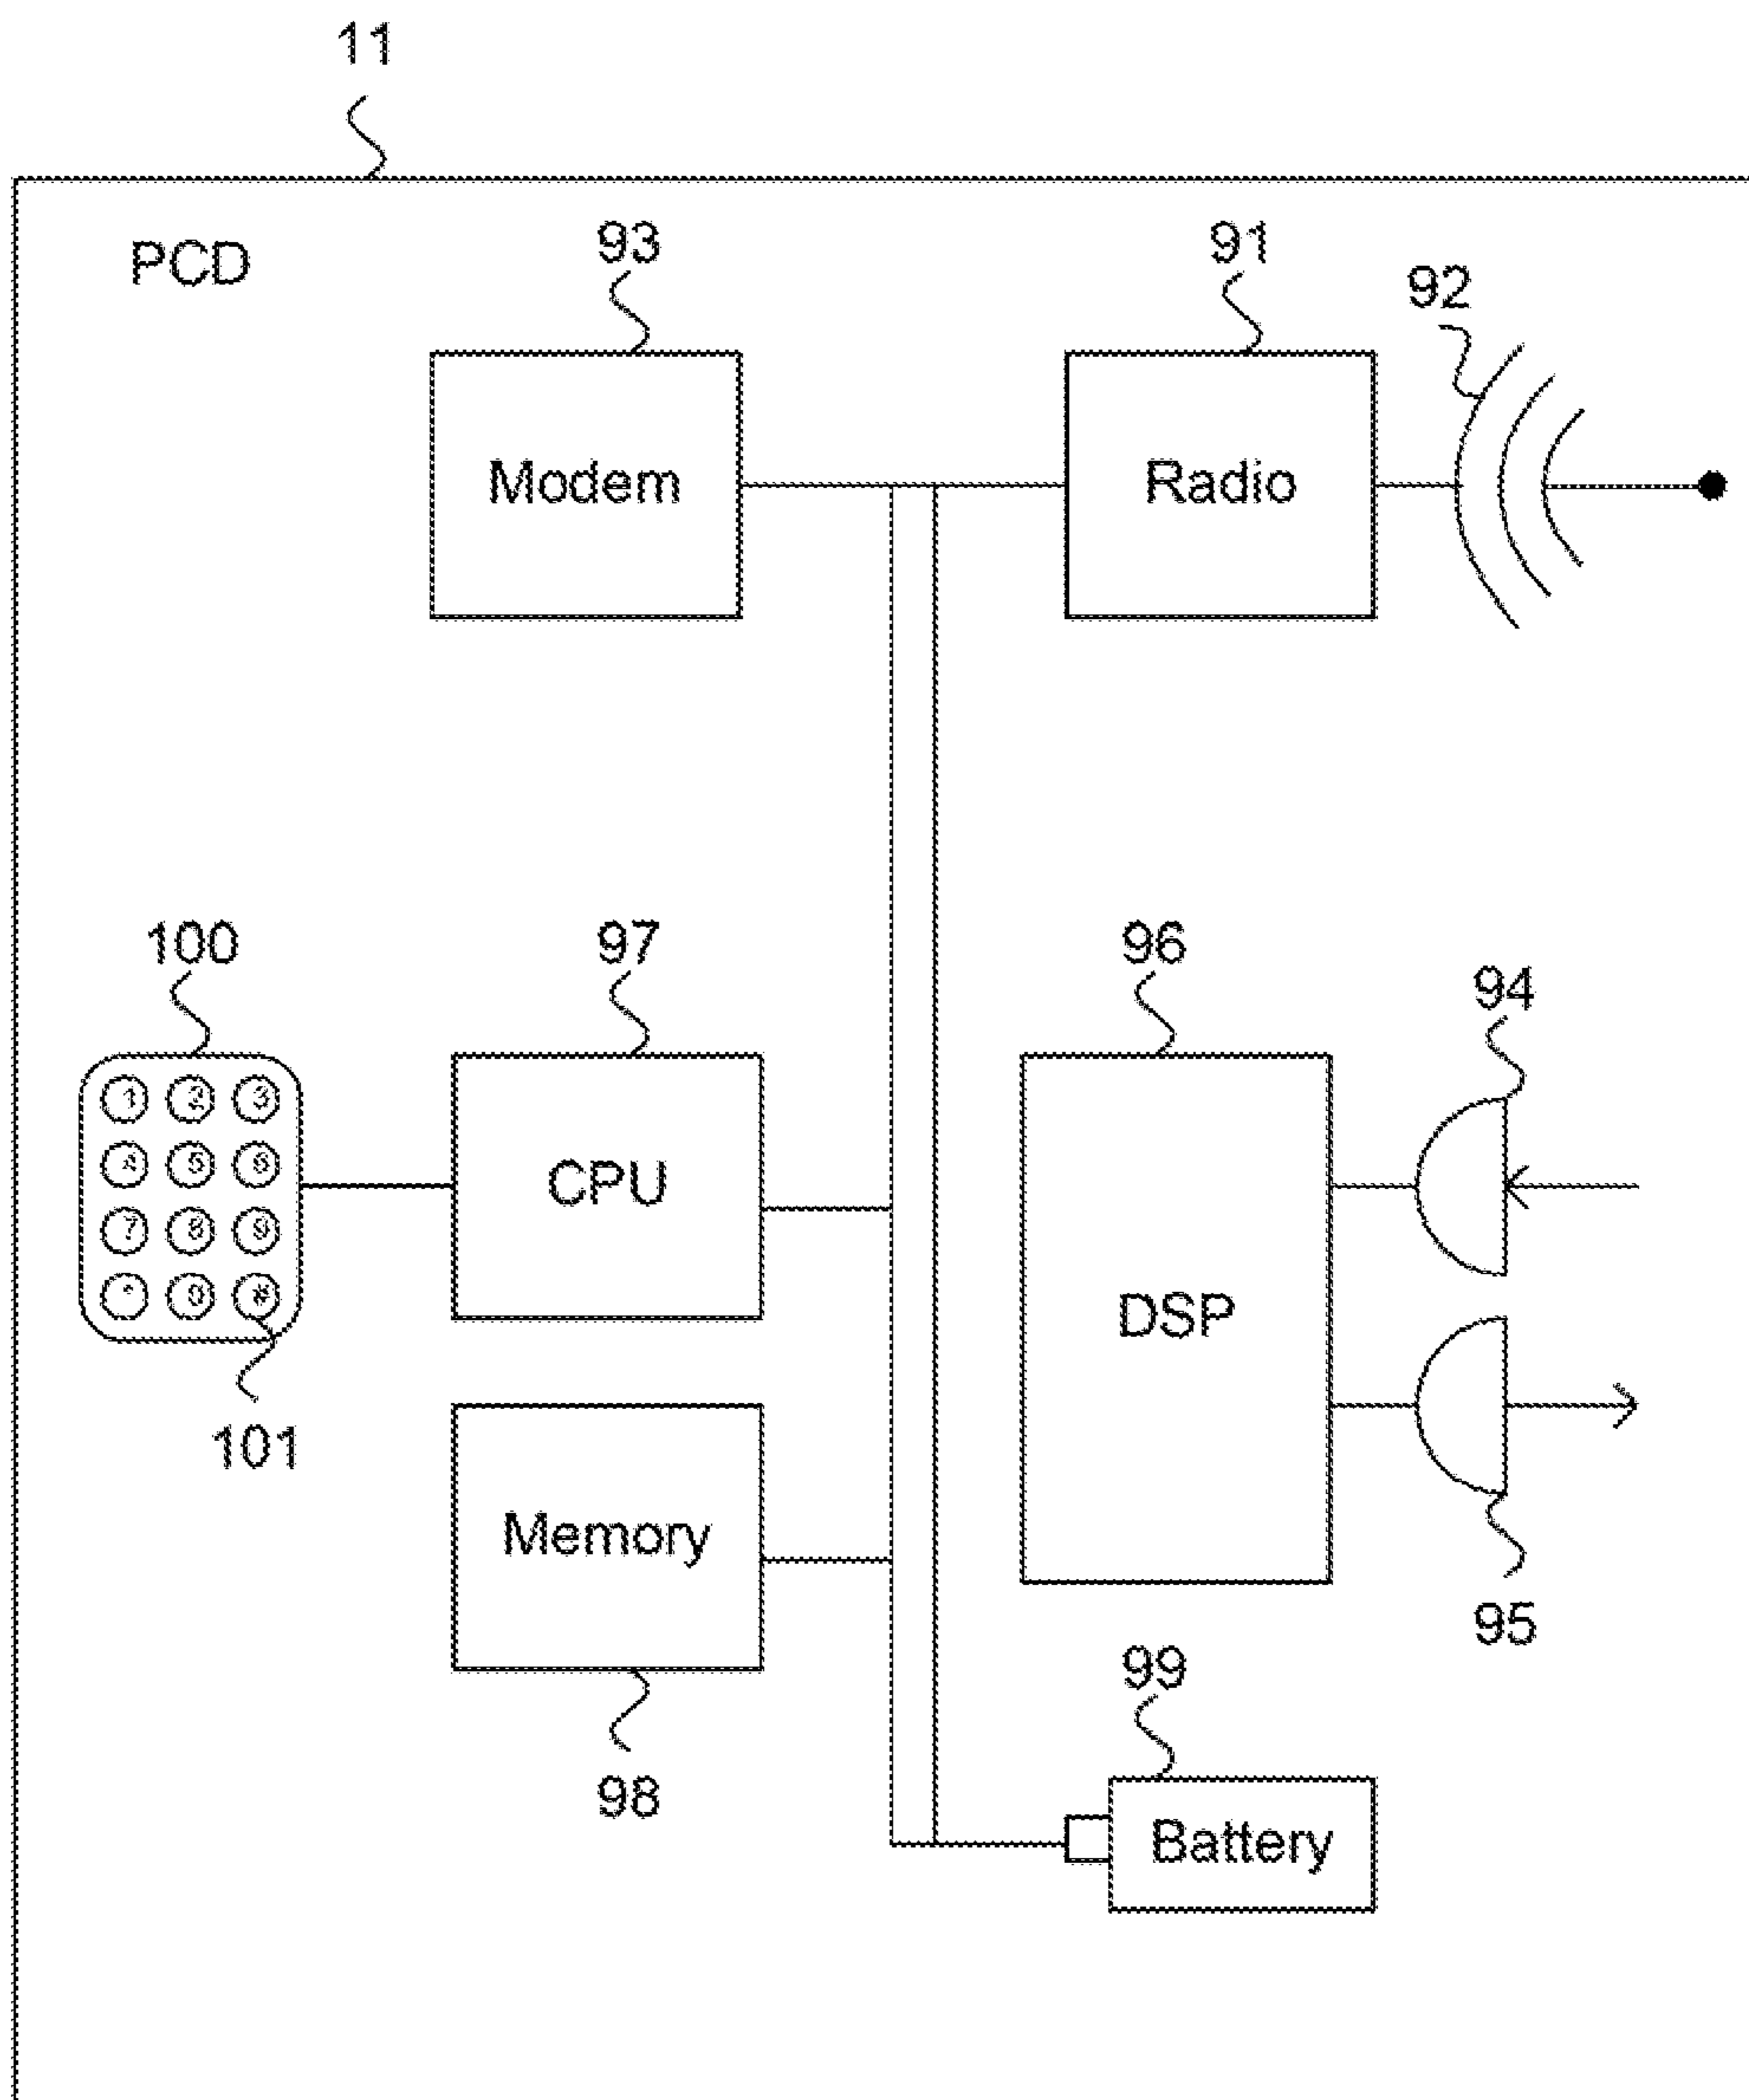 11
PCD
93
91
92
Modem
Radio
100
97
96
94
1 2 3
4 5 6
7 8 9
* 0 #
CPU
DSP
101
Memory
95
99
98
Battery